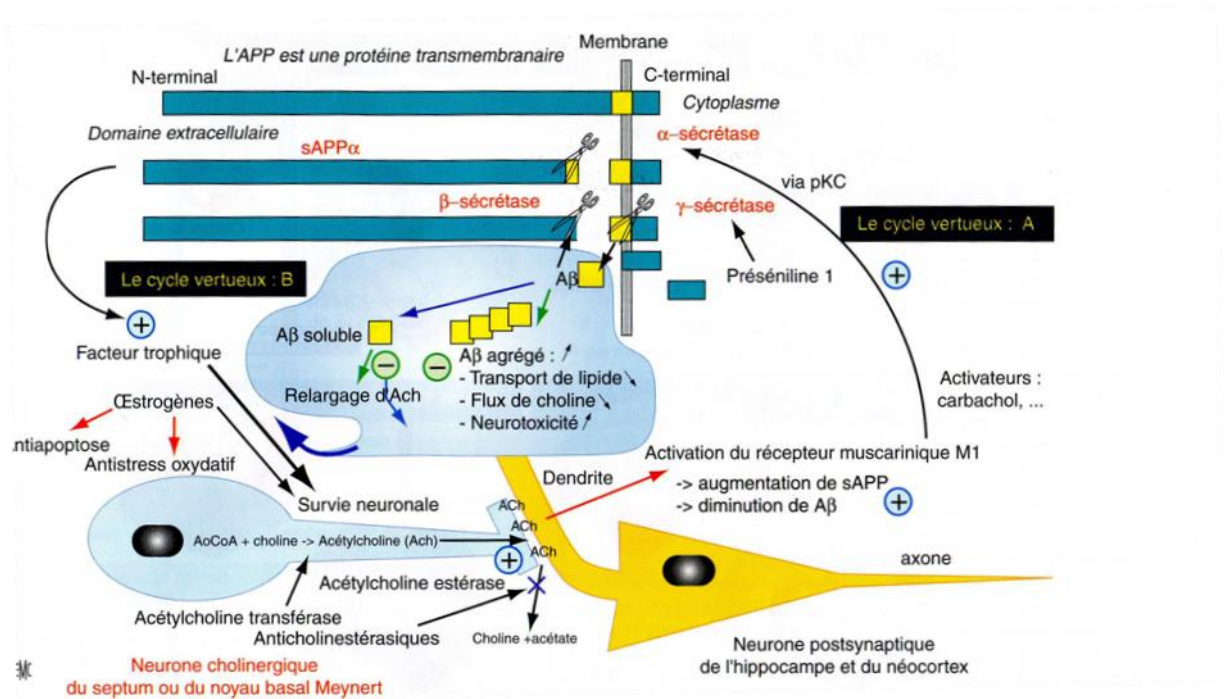 L'APP est une protéine transmembranaire
Membrane
N-terminal
C-terminal
Cytoplasme
Domaine extracellulaire
α–sécrétase
sAPPα
via pKC
β–sécrétase
γ–sécrétase
Le cycle vertueux : A
Préséniline 1
Le cycle vertueux : B
Aβ
+
+
Aβ soluble
Facteur trophique
Aβ agrégé : ↗
- Transport de lipide ↘
- Flux de choline ↘
- Neurotoxicité ↗
–
–
Relargage d'Ach
Activateurs :
carbachol, ...
Œstrogènes
ntiapoptose
Antistress oxydatif
Activation du récepteur muscarinique M1
-> augmentation de sAPP
-> diminution de Aβ
+
Dendrite
Survie neuronale
ACh
ACh
ACh
AoCoA + choline -> Acétylcholine (Ach)
+
axone
Acétylcholine estérase
Acétylcholine transférase
Anticholinestérasiques
Choline +acétate
Neurone postsynaptique
de l'hippocampe et du néocortex
Neurone cholinergique
du septum ou du noyau basal Meynert